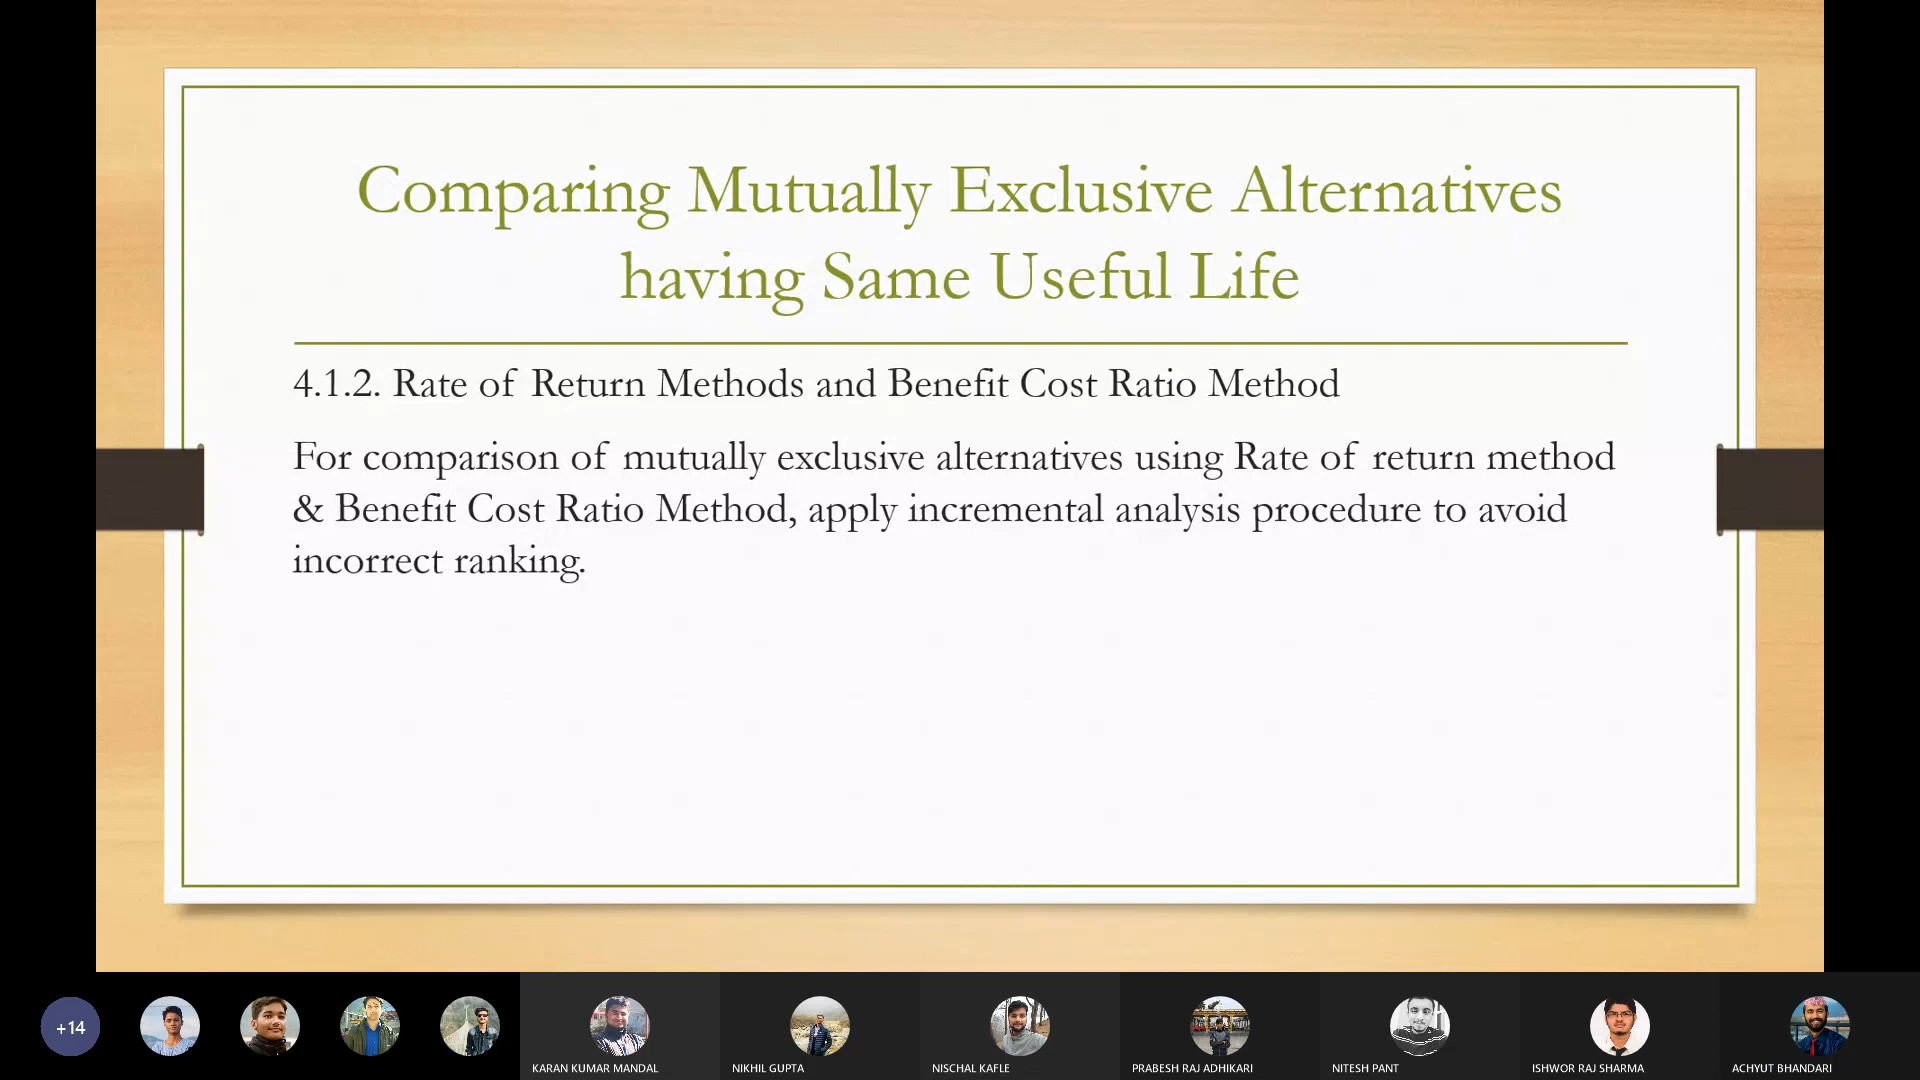 Comparing Mutually Exclusive Alternatives
having Same Useful Life
4.1.2. Rate of Return Methods and Benefit Cost Ratio Method
For comparison of mutually exclusive alternatives using Rate of return method
& Benefit Cost Ratio Method, apply incremental analysis procedure to avoid
incorrect ranking.
+14
KARAN KUMAR MANDAL
NIKHIL GUPTA
NISCHAL KAFLE
PRABESH RAJ ADHIKARI
NITESH PANT
ISHWOR RAJ SHARMA
ACHYUT BHANDARI